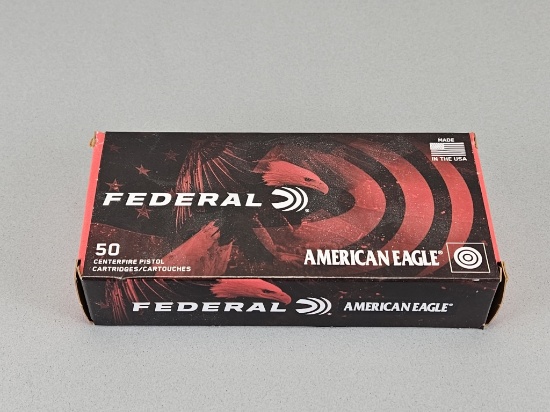 MADE
IN THE USA
FEDERAL
50
CENTERFIRE PISTOL
CARTRIDGES/CARTOUCHES
AMERICAN EAGLE®
FEDERAL
AMERICAN EAGLE®